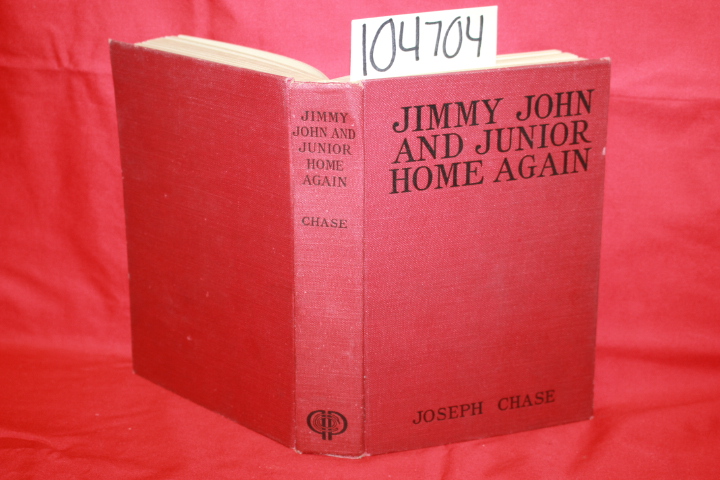 104704
JIMMY
JOHN AND
JUNIOR
HOME
AGAIN
CHASE
JIMMY JOHN
AND JUNIOR
HOME AGAIN
JOSEPH CHASE